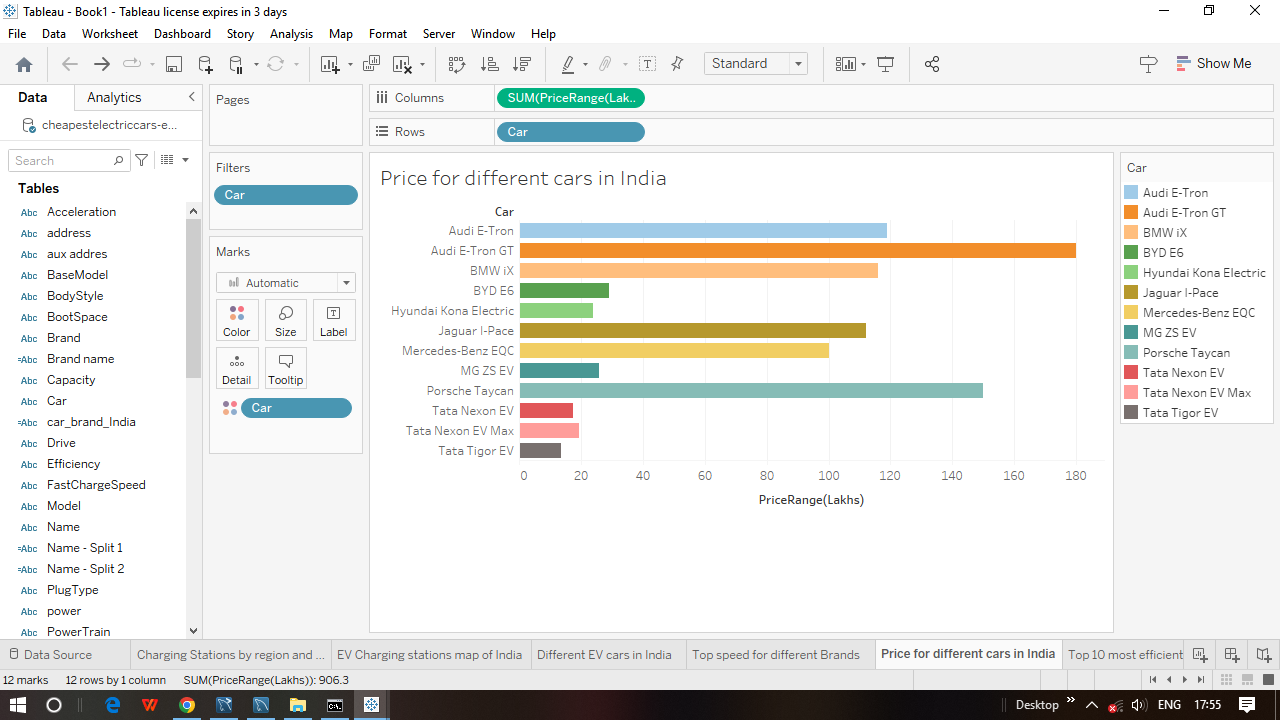 Tableau - Book1 - Tableau license expires in 3 days
File Data Worksheet Dashboard Story Analysis Map Format Server Window Help
Standard
Show Me
Data Analytics
cheapestelectriccars-e...
Search
Tables
Abc Acceleration
Abc address
Abc aux addres
Abc BaseModel
Abc BodyStyle
Abc BootSpace
Abc Brand
=Abc Brand name
Abc Capacity
Abc Car
=Abc car_brand_India
Abc Drive
Abc Efficiency
Abc FastChargeSpeed
Abc Model
Abc Name
=Abc Name - Split 1
=Abc Name - Split 2
Abc PlugType
Abc power
Abc PowerTrain
Pages
Filters
Car
Marks
Automatic
Color Size Label
Detail Tooltip
Car
Columns SUM(PriceRange(Lak..
Rows Car
Price for different cars in India
Car
Audi E-Tron
Audi E-Tron GT
BMW iX
BYD E6
Hyundai Kona Electric
Jaguar I-Pace
Mercedes-Benz EQC
MG ZS EV
Porsche Taycan
Tata Nexon EV
Tata Nexon EV Max
Tata Tigor EV
0 20 40 60 80 100 120 140 160 180
PriceRange(Lakhs)
Car
Audi E-Tron
Audi E-Tron GT
BMW iX
BYD E6
Hyundai Kona Electric
Jaguar I-Pace
Mercedes-Benz EQC
MG ZS EV
Porsche Taycan
Tata Nexon EV
Tata Nexon EV Max
Tata Tigor EV
Data Source Charging Stations by region and ... EV Charging stations map of India Different EV cars in India Top speed for different Brands Price for different cars in India Top 10 most efficient
12 marks 12 rows by 1 column SUM(PriceRange(Lakhs)): 906.3
Desktop ENG 17:55